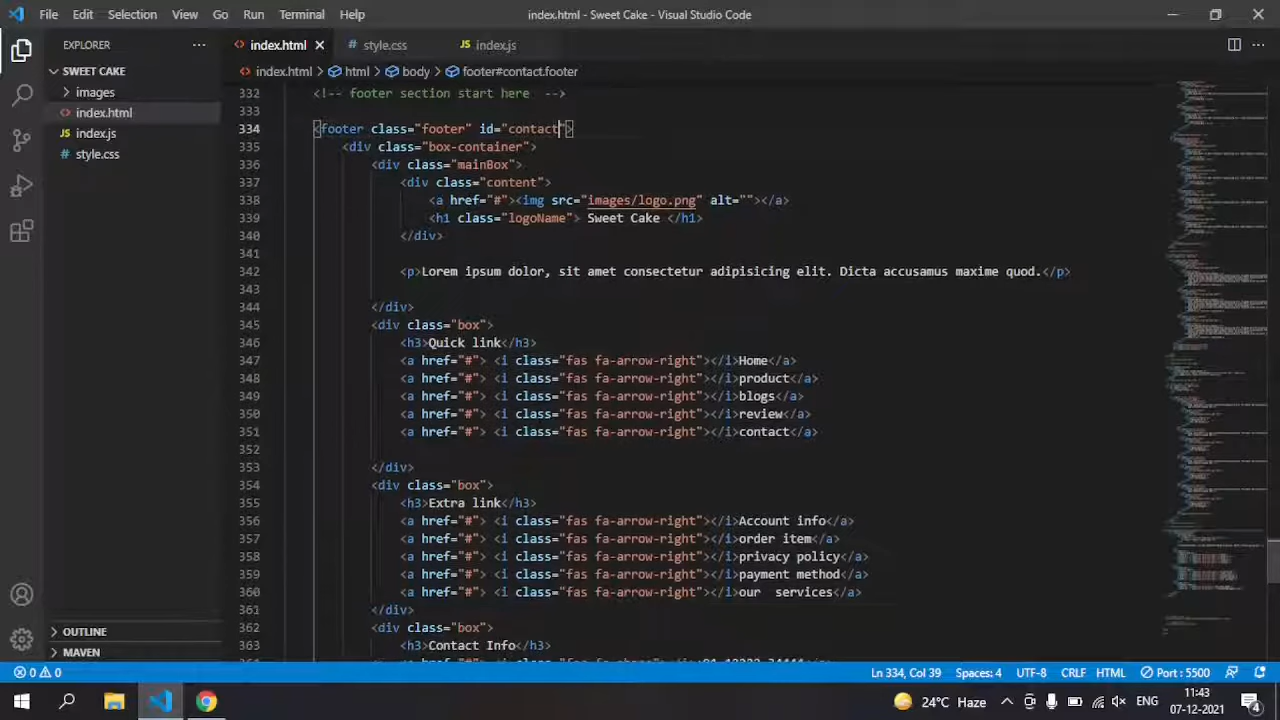 File Edit Selection View Go Run Terminal Help index.html - Sweet Cake - Visual Studio Code
EXPLORER ··· <> index.html × # style.css JS index.js
SWEET CAKE <> index.html > html > body > footer#contact.footer
images
<> index.html
JS index.js
# style.css
332 <!-- footer section start here -->
333
334 <footer class="footer" id="contact">
335 <div class="box-container">
336 <div class="mainBox">
337 <div class="content">
338 <a href="#"><img src="images/logo.png" alt=""></a>
339 <h1 class="logoName"> Sweet Cake </h1>
340 </div>
341
342 <p>Lorem ipsum dolor, sit amet consectetur adipisicing elit. Dicta accusamus maxime quod.</p>
343
344 </div>
345 <div class="box">
346 <h3>Quick link</h3>
347 <a href="#"> <i class="fas fa-arrow-right"></i>Home</a>
348 <a href="#"> <i class="fas fa-arrow-right"></i>product</a>
349 <a href="#"> <i class="fas fa-arrow-right"></i>blogs</a>
350 <a href="#"> <i class="fas fa-arrow-right"></i>review</a>
351 <a href="#"> <i class="fas fa-arrow-right"></i>contact</a>
352
353 </div>
354 <div class="box">
355 <h3>Extra link</h3>
356 <a href="#"> <i class="fas fa-arrow-right"></i>Account info</a>
357 <a href="#"> <i class="fas fa-arrow-right"></i>order item</a>
358 <a href="#"> <i class="fas fa-arrow-right"></i>privacy policy</a>
359 <a href="#"> <i class="fas fa-arrow-right"></i>payment method</a>
360 <a href="#"> <i class="fas fa-arrow-right"></i>our  services</a>
361 </div>
362 <div class="box">
363 <h3>Contact Info</h3>
OUTLINE
MAVEN
0 0 Ln 334, Col 39 Spaces: 4 UTF-8 CRLF HTML Port : 5500
24°C Haze ENG 11:43
07-12-2021 4